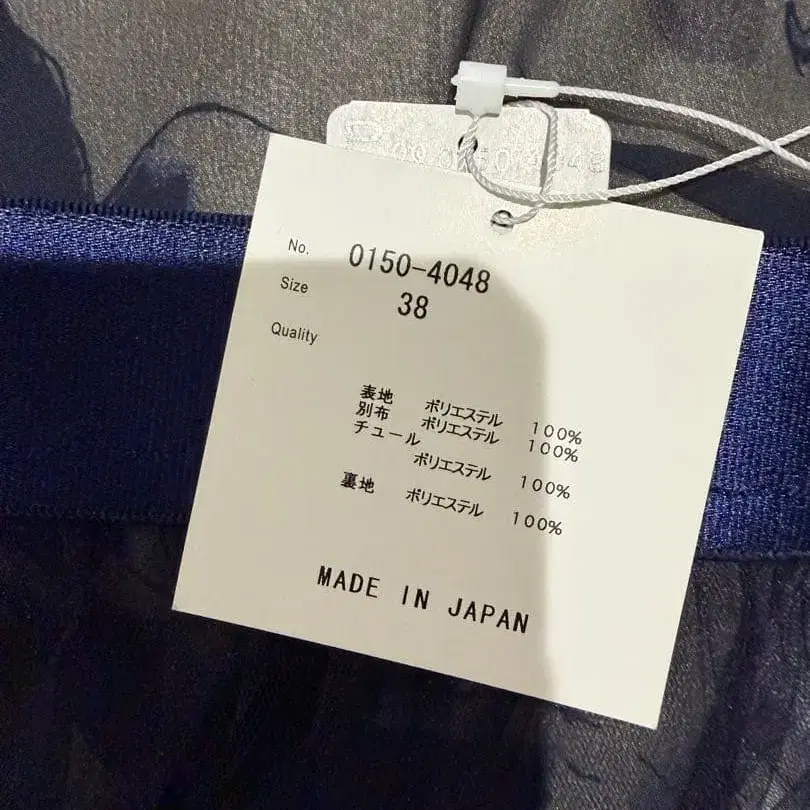 No. 0150-4048
Size 38
Quality
表地 ポリエステル 100%
別布 ポリエステル 100%
チュール
ポリエステル 100%
裏地 ポリエステル 100%
MADE IN JAPAN